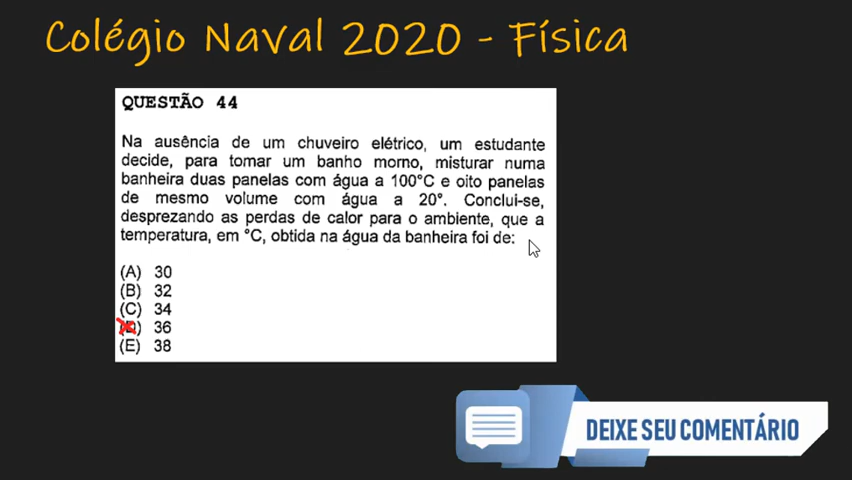 Colégio Naval 2020 - Física
QUESTÃO 44
Na ausência de um chuveiro elétrico, um estudante
decide, para tomar um banho morno, misturar numa
banheira duas panelas com água a 100°C e oito panelas
de mesmo volume com água a 20°. Conclui-se,
desprezando as perdas de calor para o ambiente, que a
temperatura, em °C, obtida na água da banheira foi de:
(A) 30
(B) 32
(C) 34
(D) 36
(E) 38
DEIXE SEU COMENTÁRIO